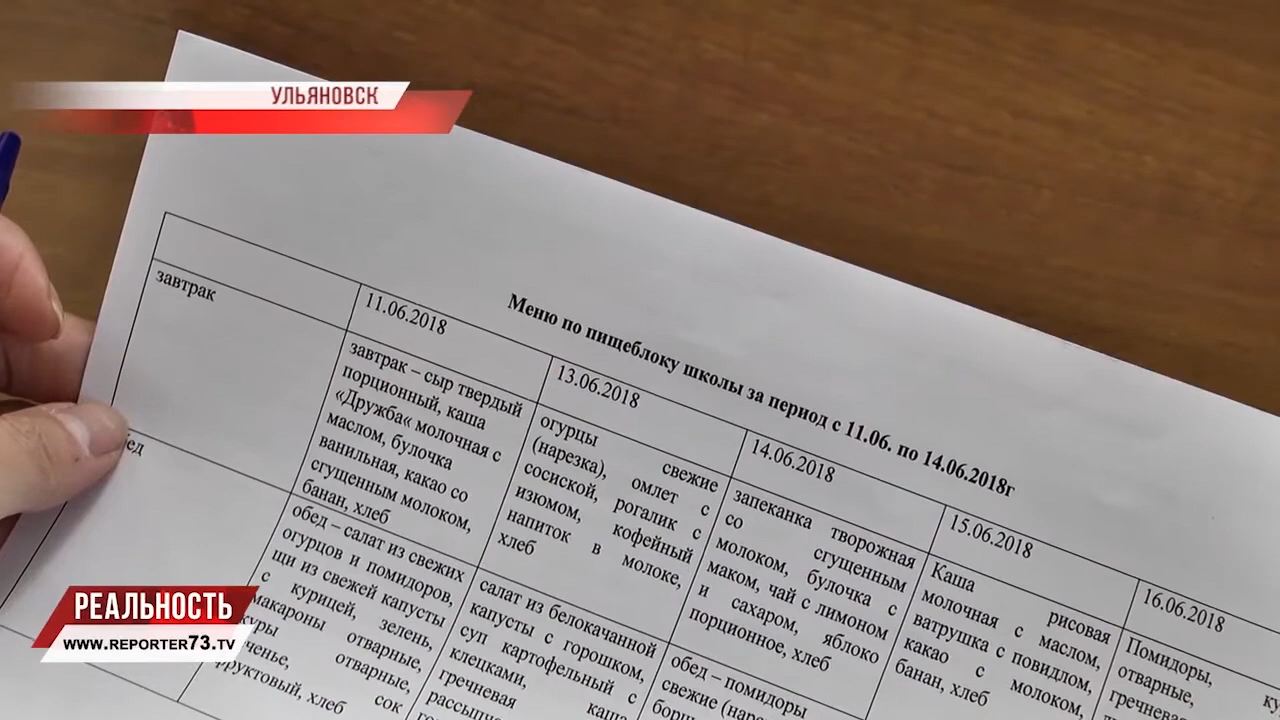 УЛЬЯНОВСК
Меню по пищеблоку школы за период с 11.06. по 14.06.2018г
11.06.2018
13.06.2018
14.06.2018
15.06.2018
16.06.2018
завтрак
завтрак – сыр твердый
порционный, каша
«Дружба“ молочная с
маслом, булочка
ванильная, какао со
сгущенным молоком,
банан, хлеб
огурцы свежие
(нарезка), омлет с
сосиской, рогалик с
изюмом, кофейный
напиток в молоке,
хлеб
запеканка творожная
со сгущенным
молоком, булочка с
маком, чай с лимоном
и сахаром, яблоко
порционное, хлеб
Каша рисовая
молочная с маслом,
ватрушка с повидлом,
какао с молоком,
банан, хлеб
Помидоры,
отварные,
обед – салат из свежих
огурцов и помидоров,
щи из свежей капусты
с курицей, зелень,
макароны отварные,
отварные,
сок
хлеб
салат из белокачанной
капусты с горошком,
суп картофельный с
клецками,
гречневая каша
обед – помидоры
РЕАЛЬНОСТЬ
WWW.REPORTER73.TV